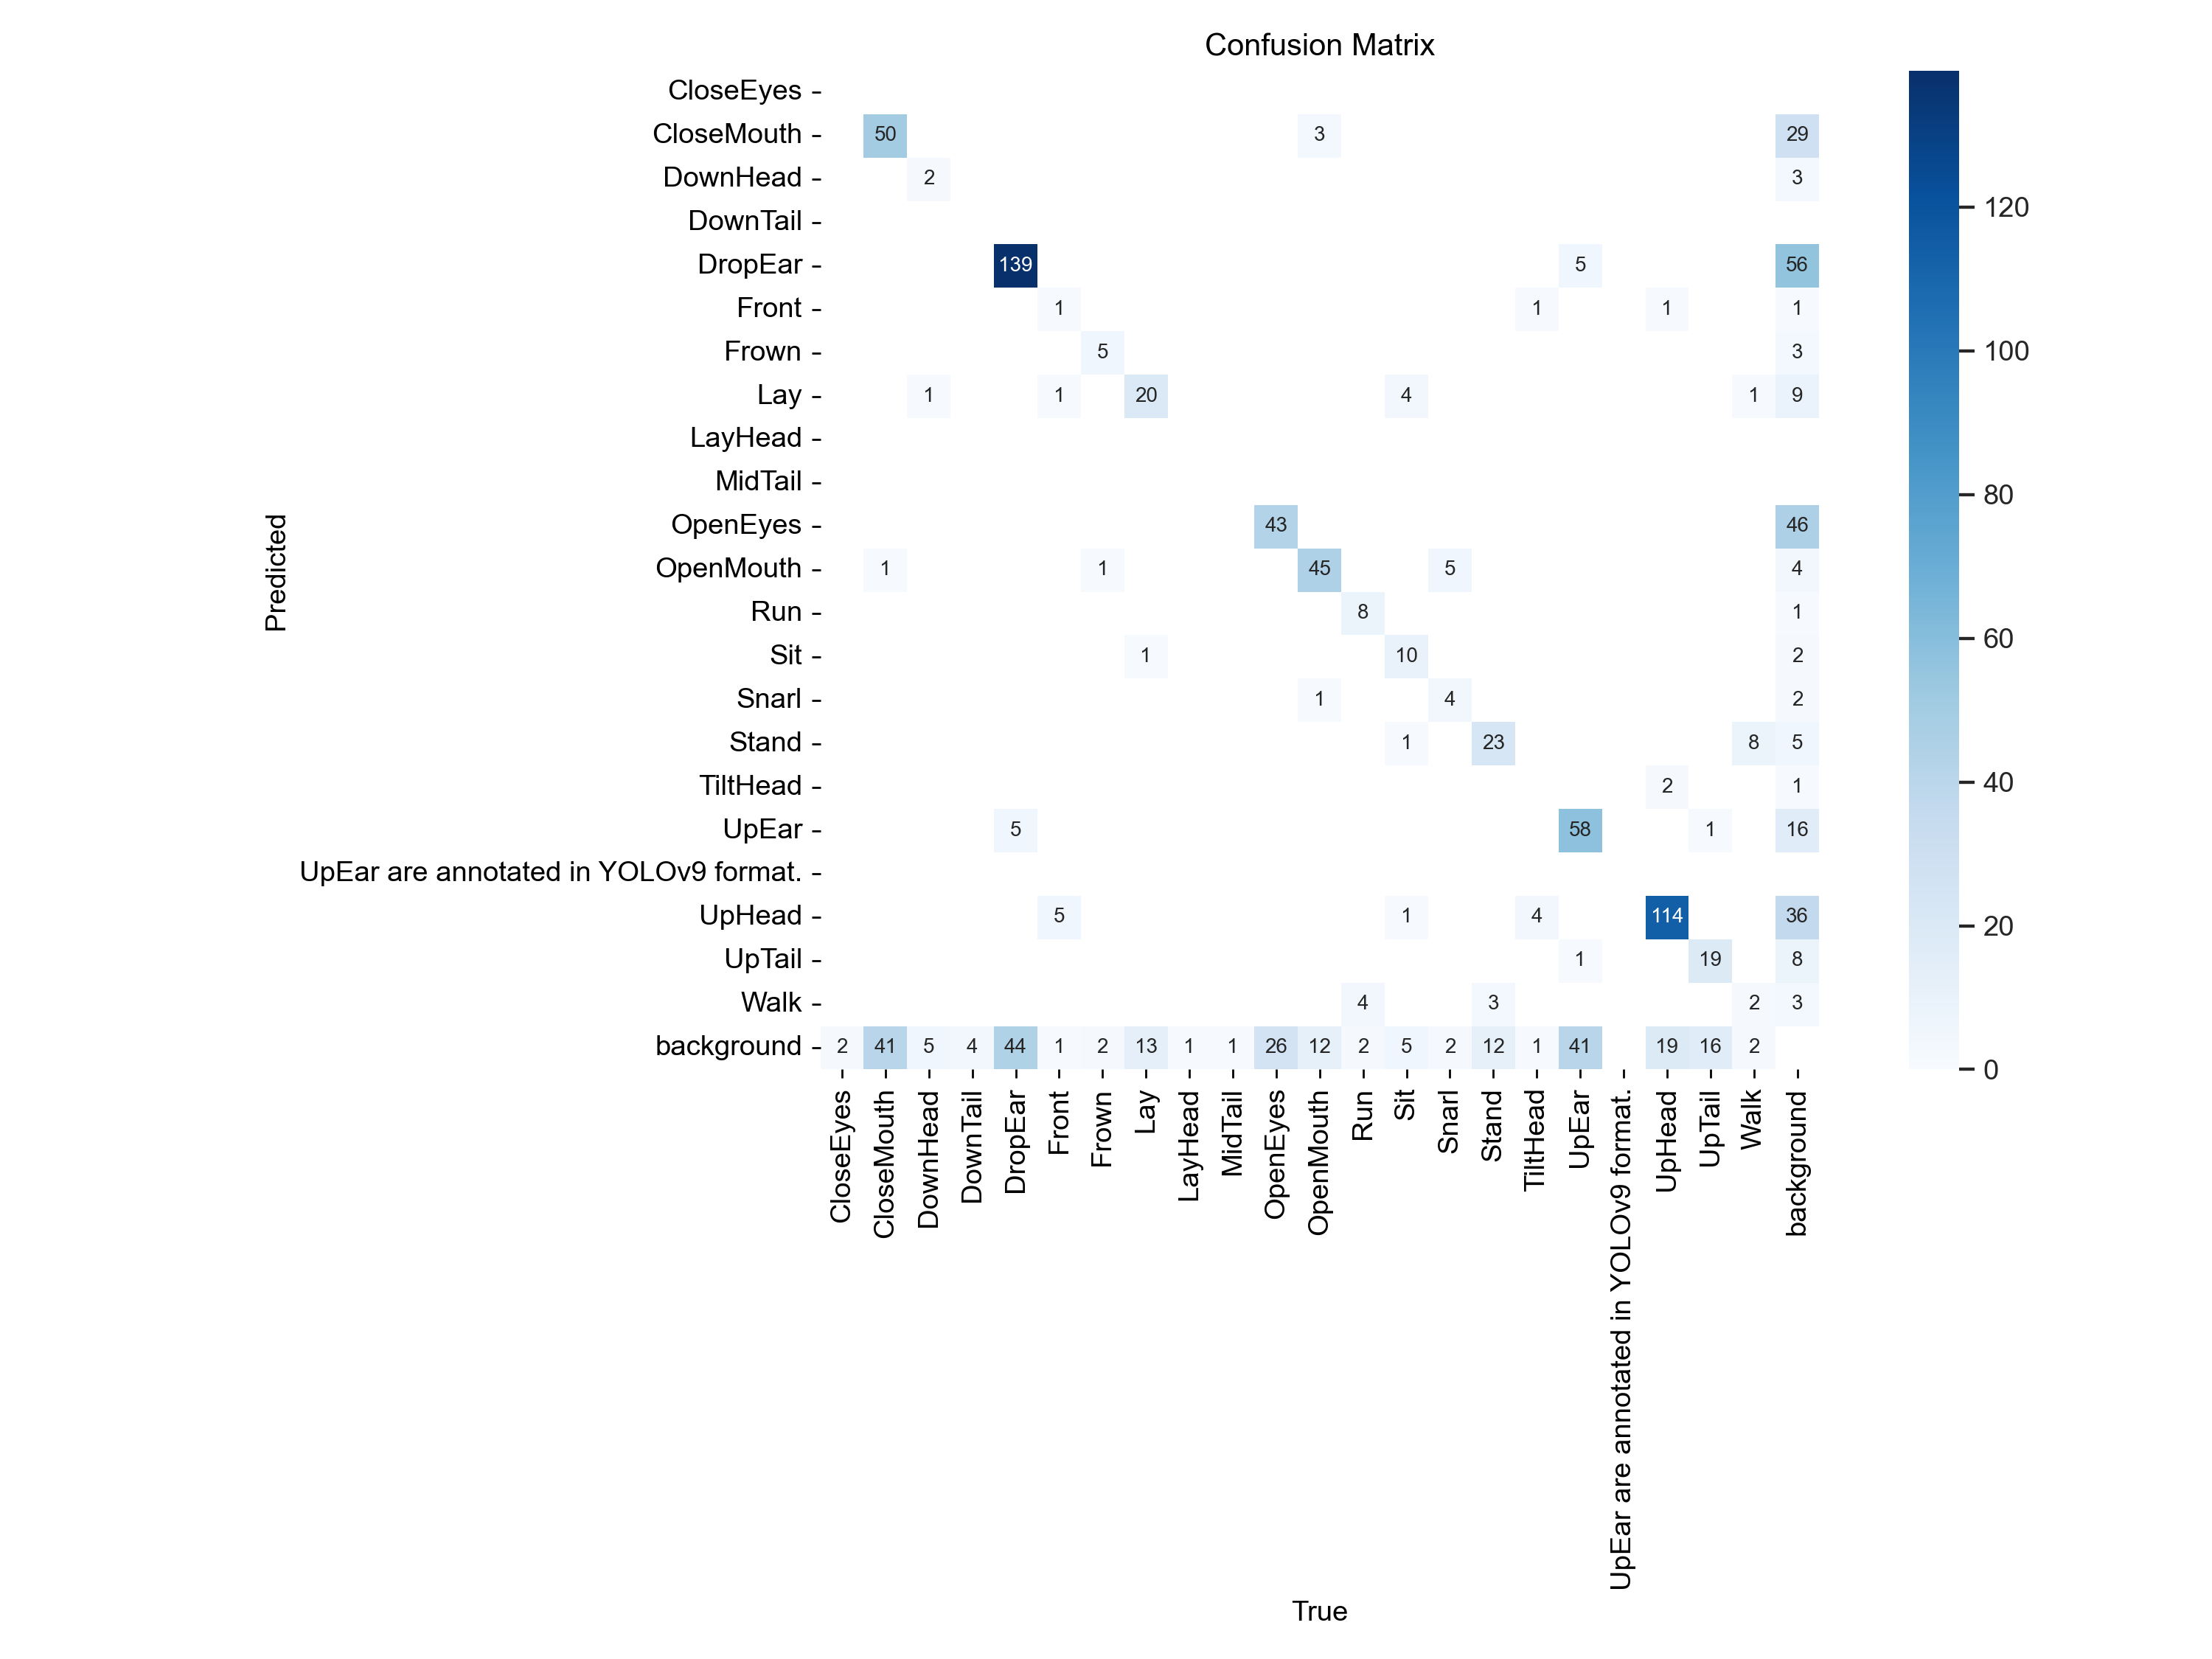 Confusion Matrix
CloseEyes
CloseMouth 50 3 29
DownHead 2 3
DownTail
DropEar 139 5 56
Front 1 1 1 1
Frown 5 3
Lay 1 1 20 4 1 9
LayHead
MidTail
OpenEyes 43 46
OpenMouth 1 1 45 5 4
Run 8 1
Sit 1 10 2
Snarl 1 4 2
Stand 1 23 8 5
TiltHead 2 1
UpEar 5 58 1 16
UpEar are annotated in YOLOv9 format.
UpHead 5 1 4 114 36
UpTail 1 19 8
Walk 4 3 2 3
background 2 41 5 4 44 1 2 13 1 1 26 12 2 5 2 12 1 41 19 16 2
Predicted
CloseEyes
CloseMouth
DownHead
DownTail
DropEar
Front
Frown
Lay
LayHead
MidTail
OpenEyes
OpenMouth
Run
Sit
Snarl
Stand
TiltHead
UpEar
UpEar are annotated in YOLOv9 format.
UpHead
UpTail
Walk
background
True
120
100
80
60
40
20
0